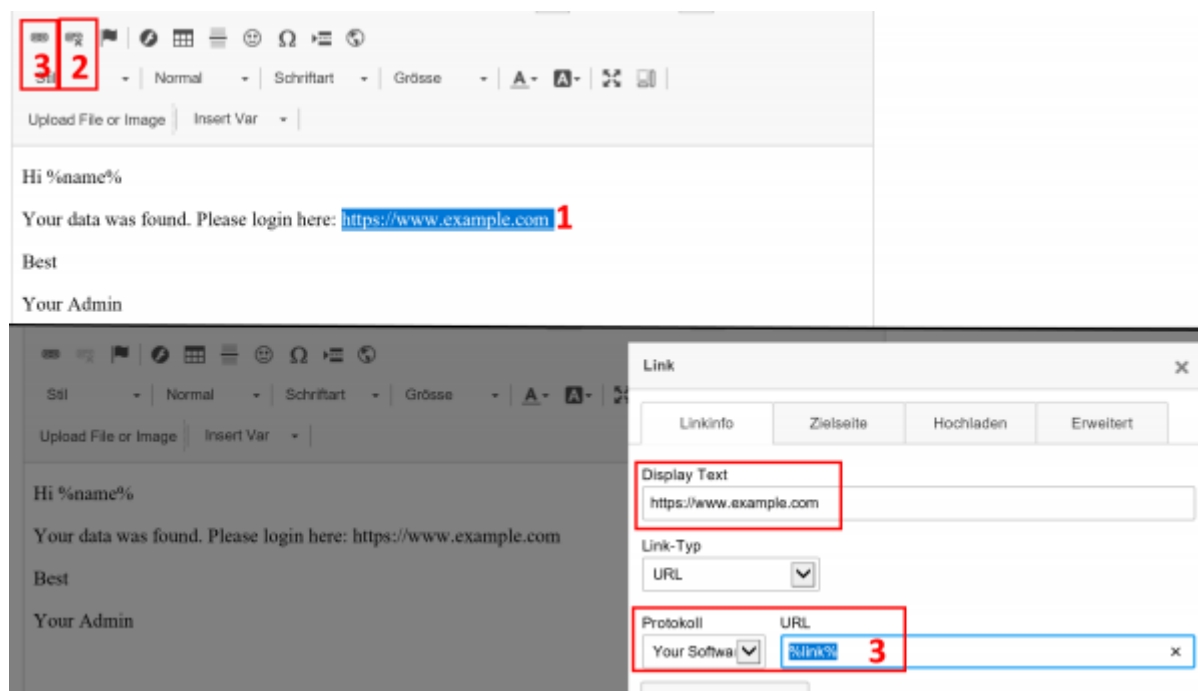 3 2
Stil Normal Schriftart Grösse A A
Upload File or Image Insert Var
Hi %name%
Your data was found. Please login here: https://www.example.com 1
Best
Your Admin
Stil Normal Schriftart Grösse A A
Upload File or Image Insert Var
Hi %name%
Your data was found. Please login here: https://www.example.com
Best
Your Admin
Link ×
Linkinfo Zielseite Hochladen Erweitert
Display Text
https://www.example.com
Link-Typ
URL
Protokoll URL
Your Softwa %link% 3 ×